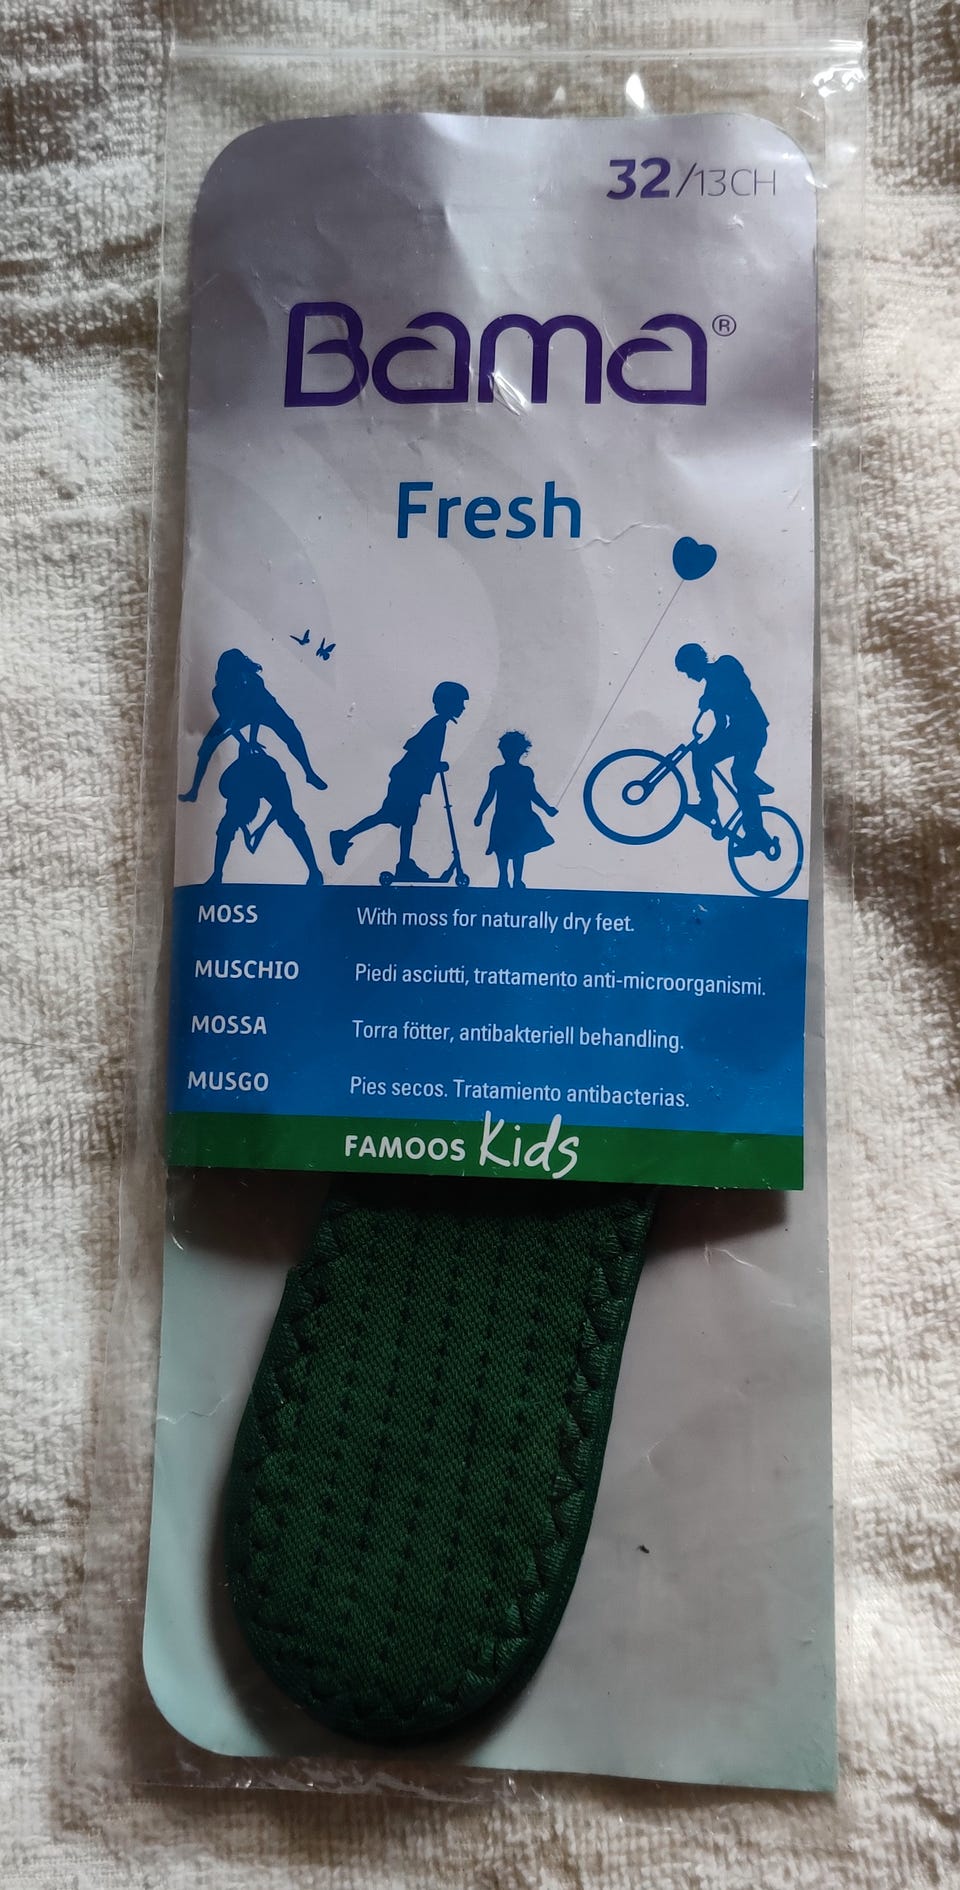 32/13CH
Bama®
Fresh
MOSS With moss for naturally dry feet.
MUSCHIO Piedi asciutti, trattamento anti-microorganismi.
MOSSA Torra fötter, antibakteriell behandling.
MUSGO Pies secos. Tratamiento antibacterias.
FAMOOS Kids